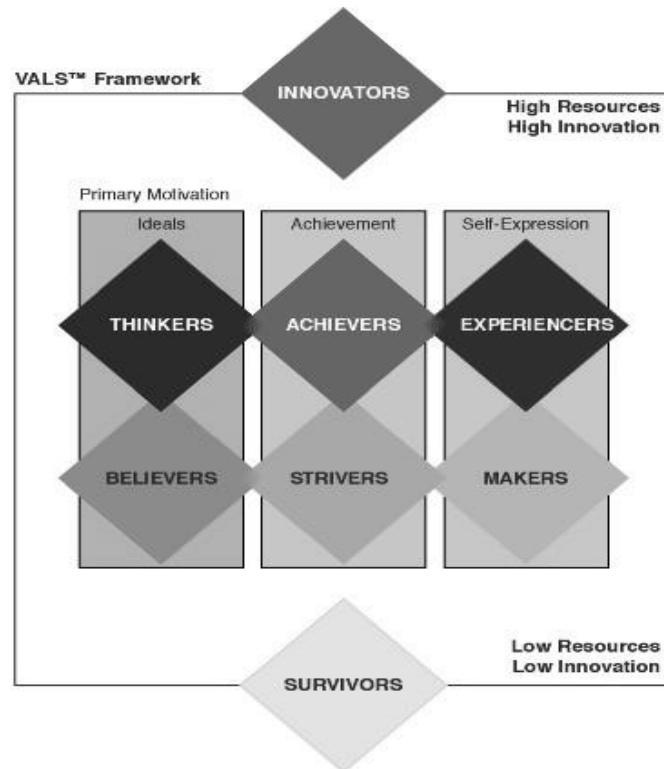 VALS™ Framework
INNOVATORS
High Resources
High Innovation
Primary Motivation
Ideals
Achievement
Self-Expression
THINKERS
ACHIEVERS
EXPERIENCERS
BELIEVERS
STRIVERS
MAKERS
Low Resources
Low Innovation
SURVIVORS